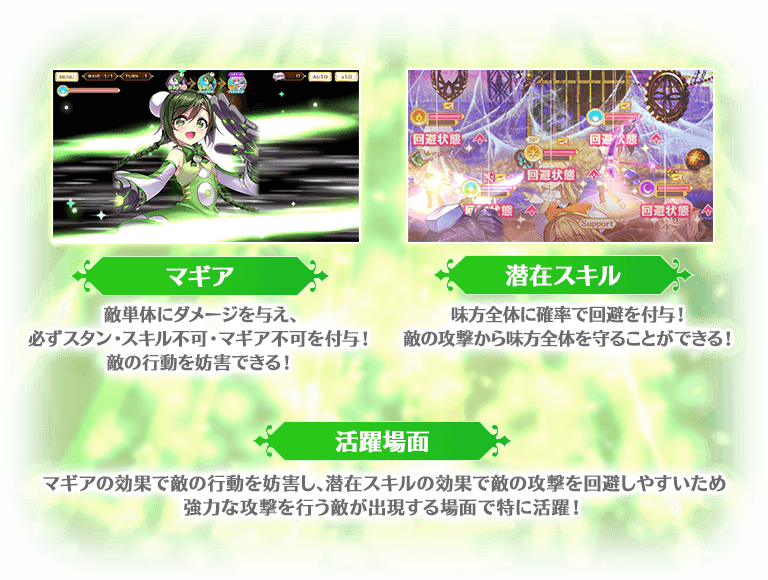 MENU
WAVE 1/1
TURN 1
17
AUTO
x1.0
回避状態
回避状態
回避状態
回避状態
Support
マギア
潜在スキル
敵単体にダメージを与え、
必ずスタン・スキル不可・マギア不可を付与！
敵の行動を妨害できる！
味方全体に確率で回避を付与！
敵の攻撃から味方全体を守ることができる！
活躍場面
マギアの効果で敵の行動を妨害し、潜在スキルの効果で敵の攻撃を回避しやすいため
強力な攻撃を行う敵が出現する場面で特に活躍！